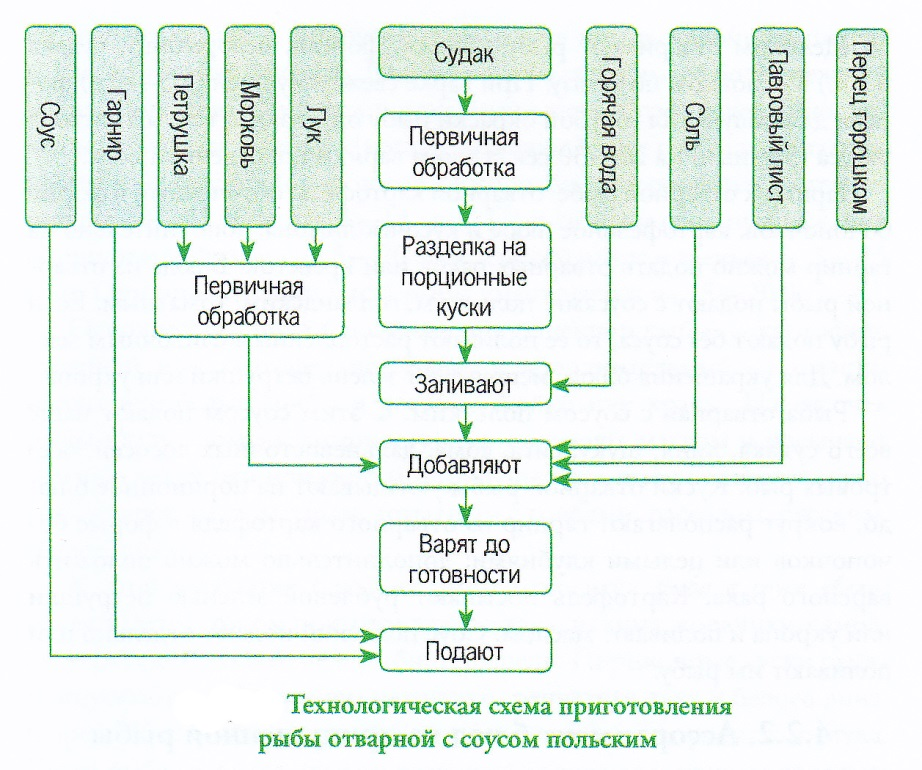 Соус
Гарнир
Петрушка
Морковь
Лук
Судак
Горячая вода
Соль
Лавровый лист
Перец горошком
Первичная
обработка
Разделка на
порционные
куски
Первичная
обработка
Заливают
Добавляют
Варят до
готовности
Подают
Технологическая схема приготовления
рыбы отварной с соусом польским